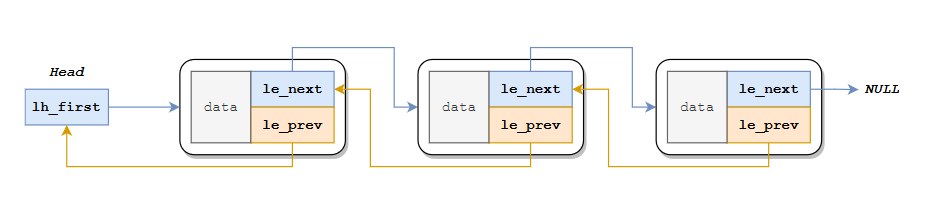 Head
lh_first
data
le_next
le_prev
data
le_next
le_prev
data
le_next
le_prev
NULL